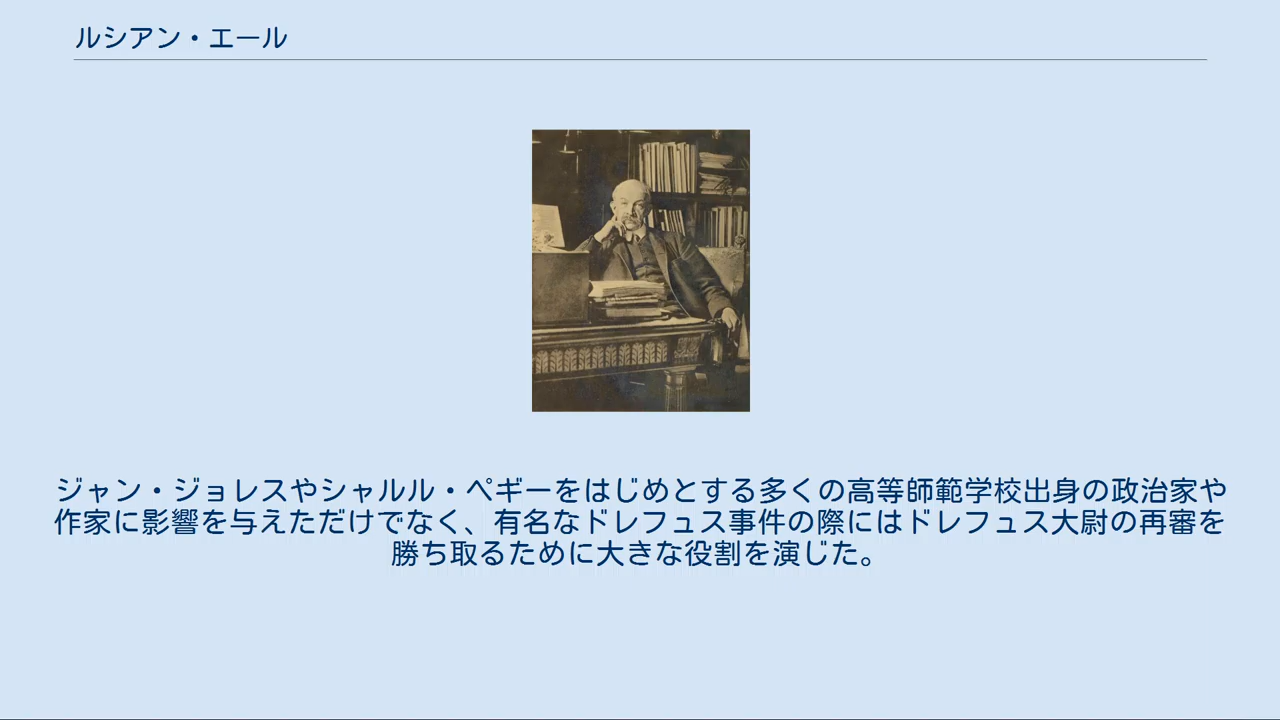 ルシアン・エール
ジャン・ジョレスやシャルル・ペギーをはじめとする多くの高等師範学校出身の政治家や
作家に影響を与えただけでなく、有名なドレフュス事件の際にはドレフュス大尉の再審を
勝ち取るために大きな役割を演じた。